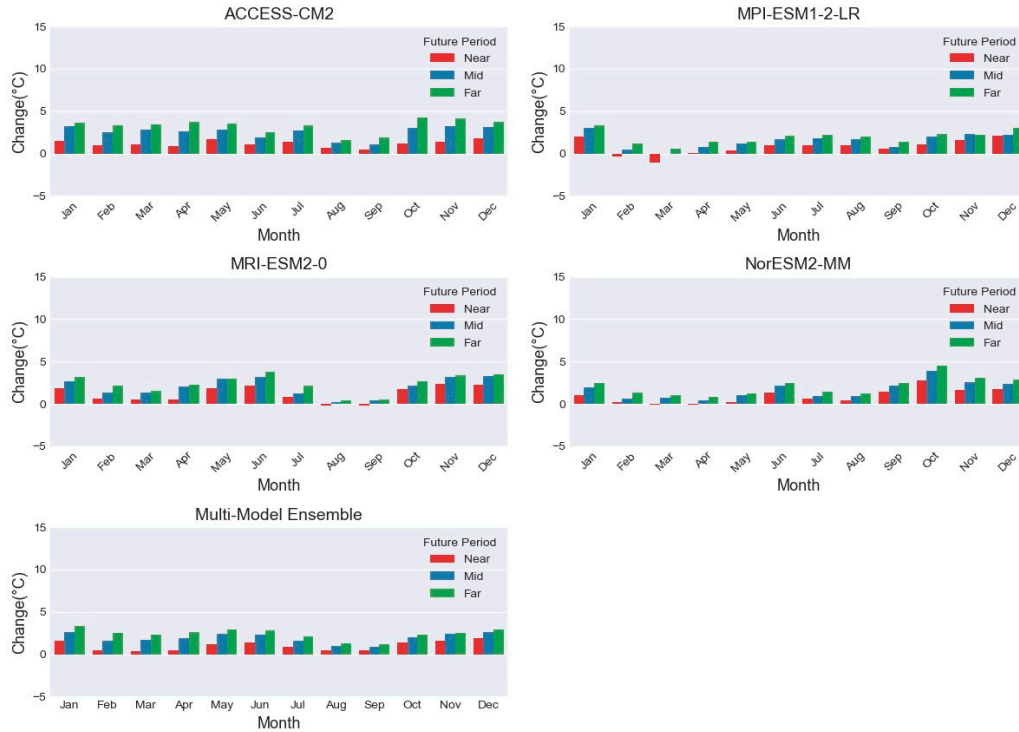 ACCESS-CM2
Change(°C)
15
10
5
0
−5
Future Period
Near
Mid
Far
Jan Feb Mar Apr May Jun Jul Aug Sep Oct Nov Dec
Month
MPI-ESM1-2-LR
Change(°C)
15
10
5
0
−5
Future Period
Near
Mid
Far
Jan Feb Mar Apr May Jun Jul Aug Sep Oct Nov Dec
Month
MRI-ESM2-0
Change(°C)
15
10
5
0
−5
Future Period
Near
Mid
Far
Jan Feb Mar Apr May Jun Jul Aug Sep Oct Nov Dec
Month
NorESM2-MM
Change(°C)
15
10
5
0
−5
Future Period
Near
Mid
Far
Jan Feb Mar Apr May Jun Jul Aug Sep Oct Nov Dec
Month
Multi-Model Ensemble
Change(°C)
15
10
5
0
−5
Future Period
Near
Mid
Far
Jan Feb Mar Apr May Jun Jul Aug Sep Oct Nov Dec
Month